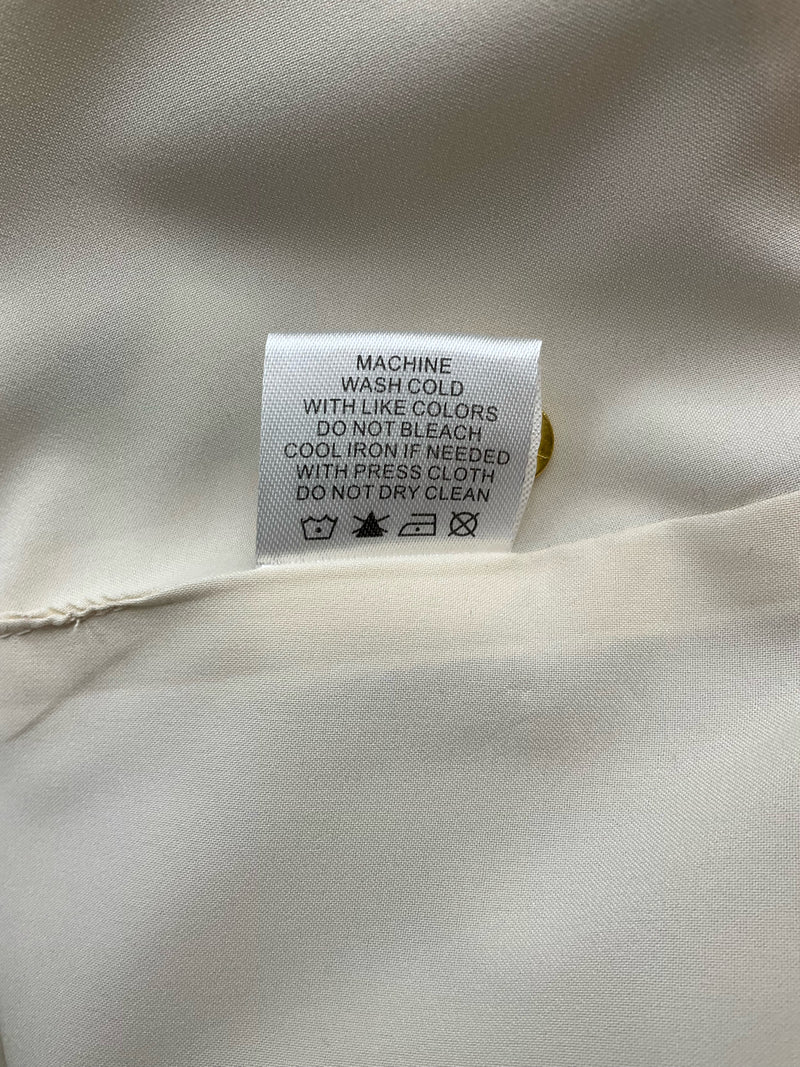 MACHINE
WASH COLD
WITH LIKE COLORS
DO NOT BLEACH
COOL IRON IF NEEDED
WITH PRESS CLOTH
DO NOT DRY CLEAN